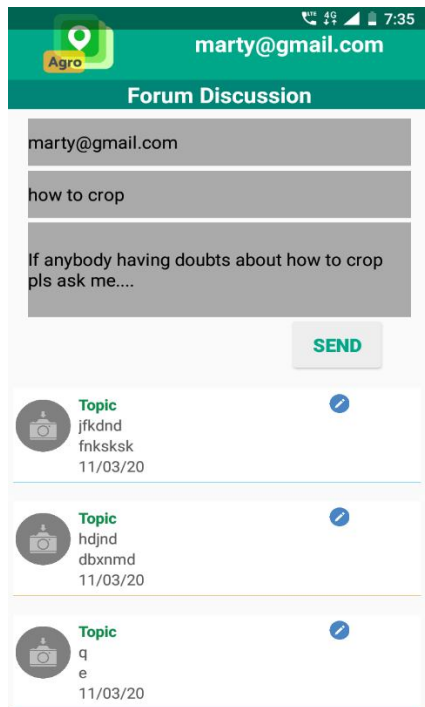 LTE 4G 7:35
Agro
marty@gmail.com
Forum Discussion
marty@gmail.com
how to crop
If anybody having doubts about how to crop
pls ask me....
SEND
Topic
jfkdnd
fnksksk
11/03/20
Topic
hdjnd
dbxnmd
11/03/20
Topic
q
e
11/03/20